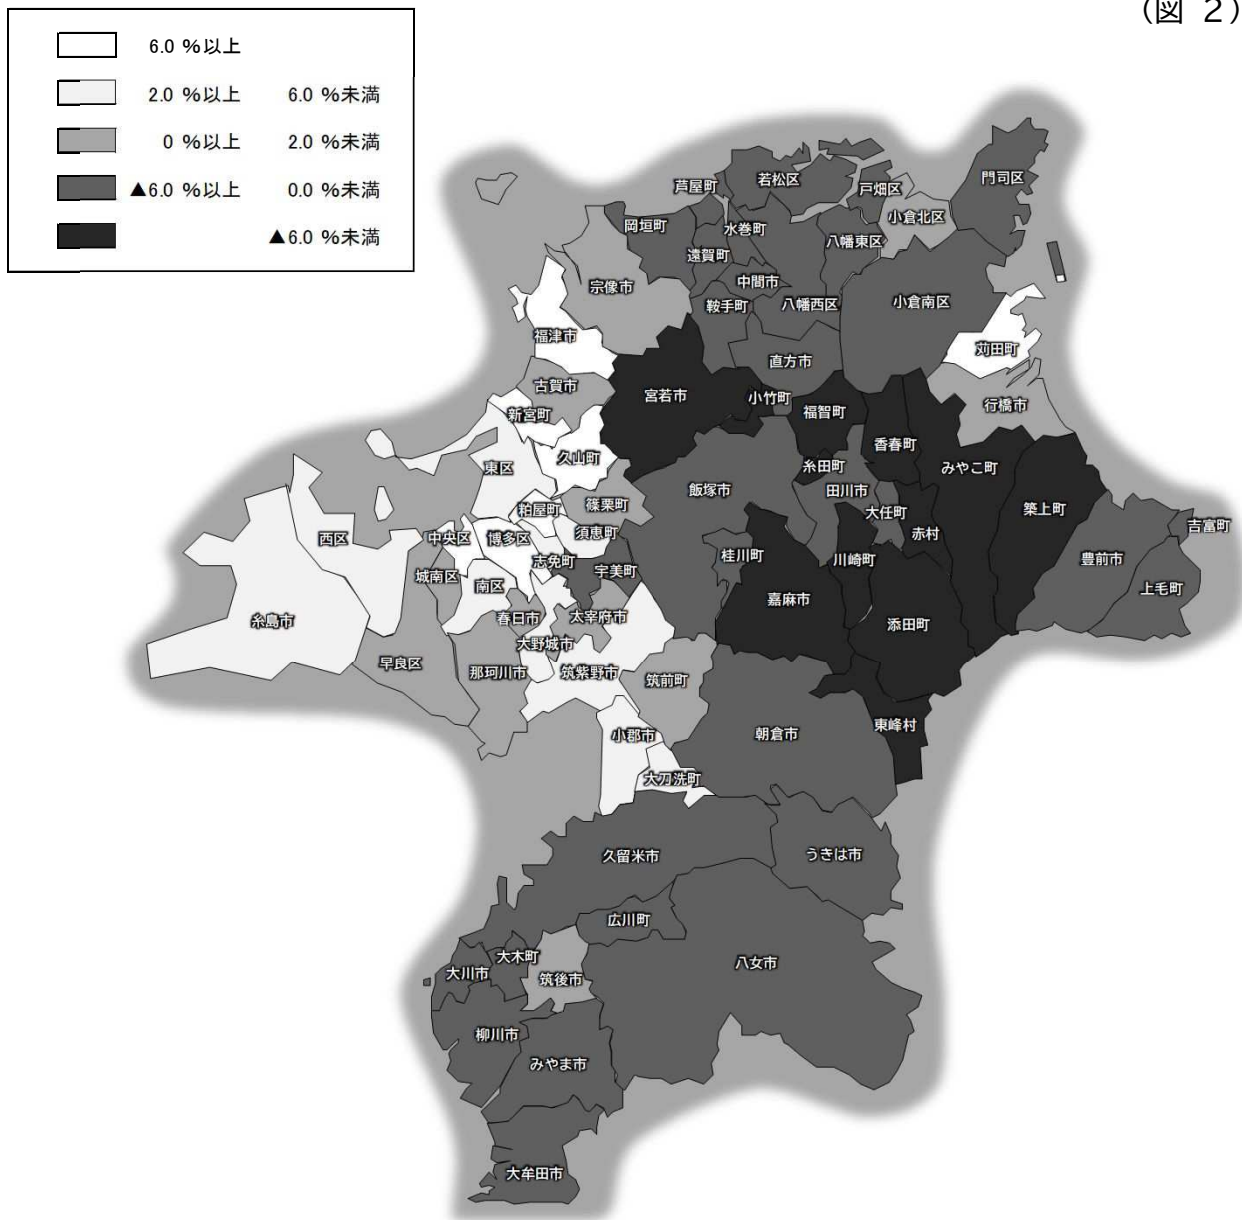 (図 2)
6.0 %以上
2.0 %以上 6.0 %未満
0 %以上 2.0 %未満
▲6.0 %以上 0.0 %未満
▲6.0 %未満
芦屋町
若松区
戸畑区
門司区
岡垣町
水巻町
小倉北区
遠賀町
八幡東区
宗像市
中間市
鞍手町
八幡西区
小倉南区
福津市
苅田町
直方市
古賀市
宮若市
小竹町
行橋市
新宮町
福智町
香春町
久山町
東区
糸田町
みやこ町
飯塚市
田川市
篠栗町
粕屋町
大任町
築上町
吉富町
西区
中央区
博多区
須恵町
赤村
志免町
桂川町
川崎町
豊前市
城南区
南区
宇美町
上毛町
嘉麻市
糸島市
春日市
太宰府市
添田町
大野城市
早良区
那珂川市
筑紫野市
筑前町
東峰村
小郡市
朝倉市
大刀洗町
久留米市
うきは市
広川町
大木町
八女市
大川市
筑後市
柳川市
みやま市
大牟田市